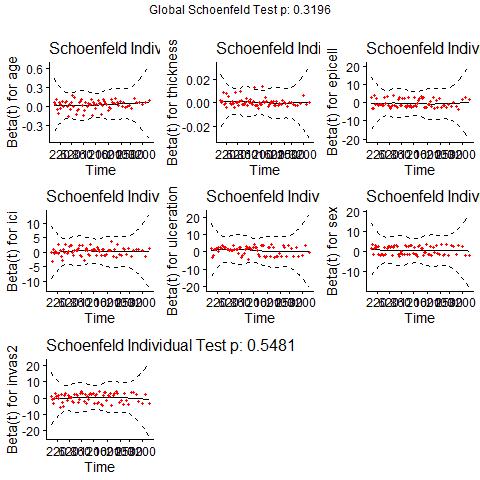 Global Schoenfeld Test p: 0.3196
Schoenfeld Indiv
Schoenfeld Indi
Schoenfeld Indiv
Beta(t) for age
0.6
0.3
0.0
-0.3
Time
Beta(t) for thickness
0.02
0.00
-0.02
Time
Beta(t) for epicell
20
10
0
-10
-20
Time
Schoenfeld Indiv
Schoenfeld Indiv
Schoenfeld Indiv
Beta(t) for ici
10
5
0
-5
-10
Time
Beta(t) for ulceration
20
10
0
-10
-20
Time
Beta(t) for sex
20
10
0
-10
Time
Schoenfeld Individual Test p: 0.5481
Beta(t) for invas2
20
10
0
-10
-20
Time